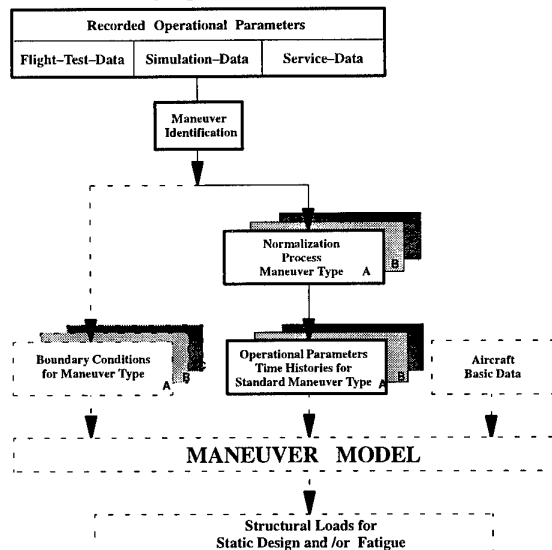 Recorded Operational Parameters
Flight–Test–Data Simulation–Data Service–Data
Maneuver
Identification
Normalization
Process
Maneuver Type A
B
Boundary Conditions
for Maneuver Type
A
B
Operational Parameters
Time Histories for
Standard Maneuver Type
A
B
Aircraft
Basic Data
MANEUVER MODEL
Structural Loads for
Static Design and /or Fatigue